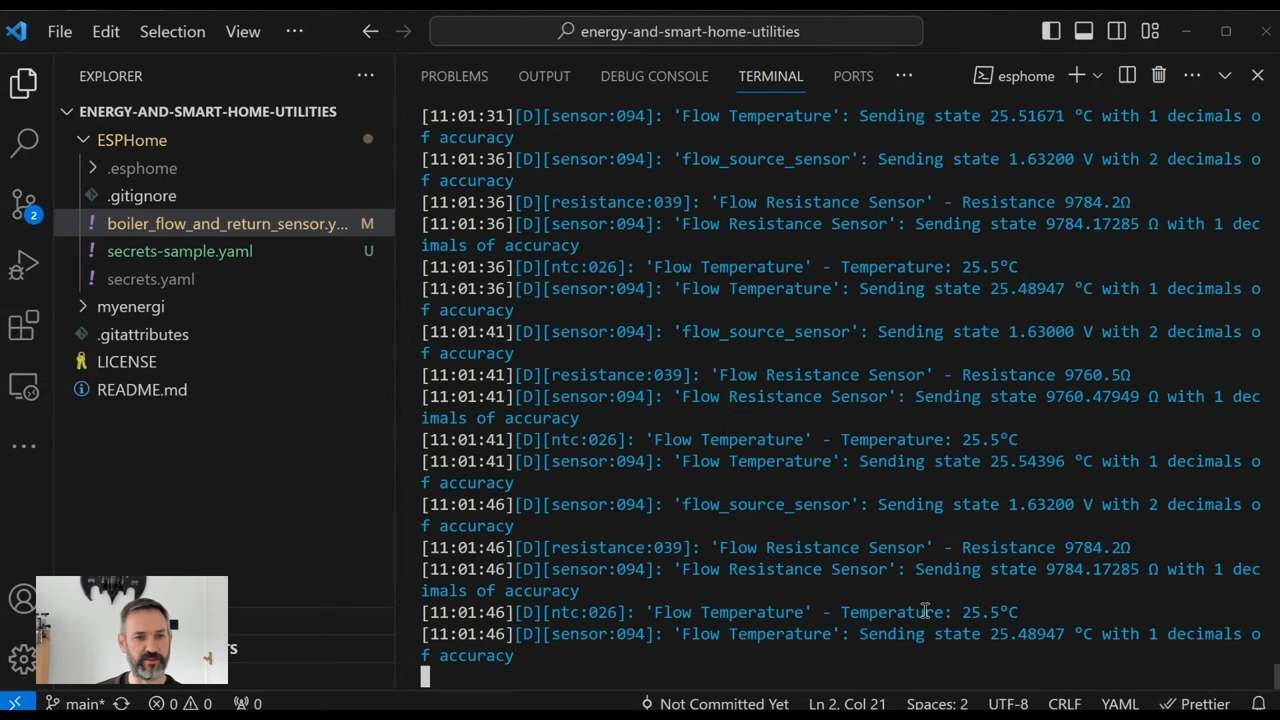 File Edit Selection View ··· energy-and-smart-home-utilities
EXPLORER ···
ENERGY-AND-SMART-HOME-UTILITIES
ESPHome
.esphome
.gitignore
! boiler_flow_and_return_sensor.y... M
! secrets-sample.yaml U
! secrets.yaml
myenergi
.gitattributes
LICENSE
README.md
2
PROBLEMS OUTPUT DEBUG CONSOLE TERMINAL PORTS ··· esphome
[11:01:31][D][sensor:094]: 'Flow Temperature': Sending state 25.51671 °C with 1 decimals o
f accuracy
[11:01:36][D][sensor:094]: 'flow_source_sensor': Sending state 1.63200 V with 2 decimals o
f accuracy
[11:01:36][D][resistance:039]: 'Flow Resistance Sensor' - Resistance 9784.2Ω
[11:01:36][D][sensor:094]: 'Flow Resistance Sensor': Sending state 9784.17285 Ω with 1 dec
imals of accuracy
[11:01:36][D][ntc:026]: 'Flow Temperature' - Temperature: 25.5°C
[11:01:36][D][sensor:094]: 'Flow Temperature': Sending state 25.48947 °C with 1 decimals o
f accuracy
[11:01:41][D][sensor:094]: 'flow_source_sensor': Sending state 1.63000 V with 2 decimals o
f accuracy
[11:01:41][D][resistance:039]: 'Flow Resistance Sensor' - Resistance 9760.5Ω
[11:01:41][D][sensor:094]: 'Flow Resistance Sensor': Sending state 9760.47949 Ω with 1 dec
imals of accuracy
[11:01:41][D][ntc:026]: 'Flow Temperature' - Temperature: 25.5°C
[11:01:41][D][sensor:094]: 'Flow Temperature': Sending state 25.54396 °C with 1 decimals o
f accuracy
[11:01:46][D][sensor:094]: 'flow_source_sensor': Sending state 1.63200 V with 2 decimals o
f accuracy
[11:01:46][D][resistance:039]: 'Flow Resistance Sensor' - Resistance 9784.2Ω
[11:01:46][D][sensor:094]: 'Flow Resistance Sensor': Sending state 9784.17285 Ω with 1 dec
imals of accuracy
[11:01:46][D][ntc:026]: 'Flow Temperature' - Temperature: 25.5°C
[11:01:46][D][sensor:094]: 'Flow Temperature': Sending state 25.48947 °C with 1 decimals o
f accuracy
main* 0 0 0 Not Committed Yet Ln 2, Col 21 Spaces: 2 UTF-8 CRLF YAML Prettier